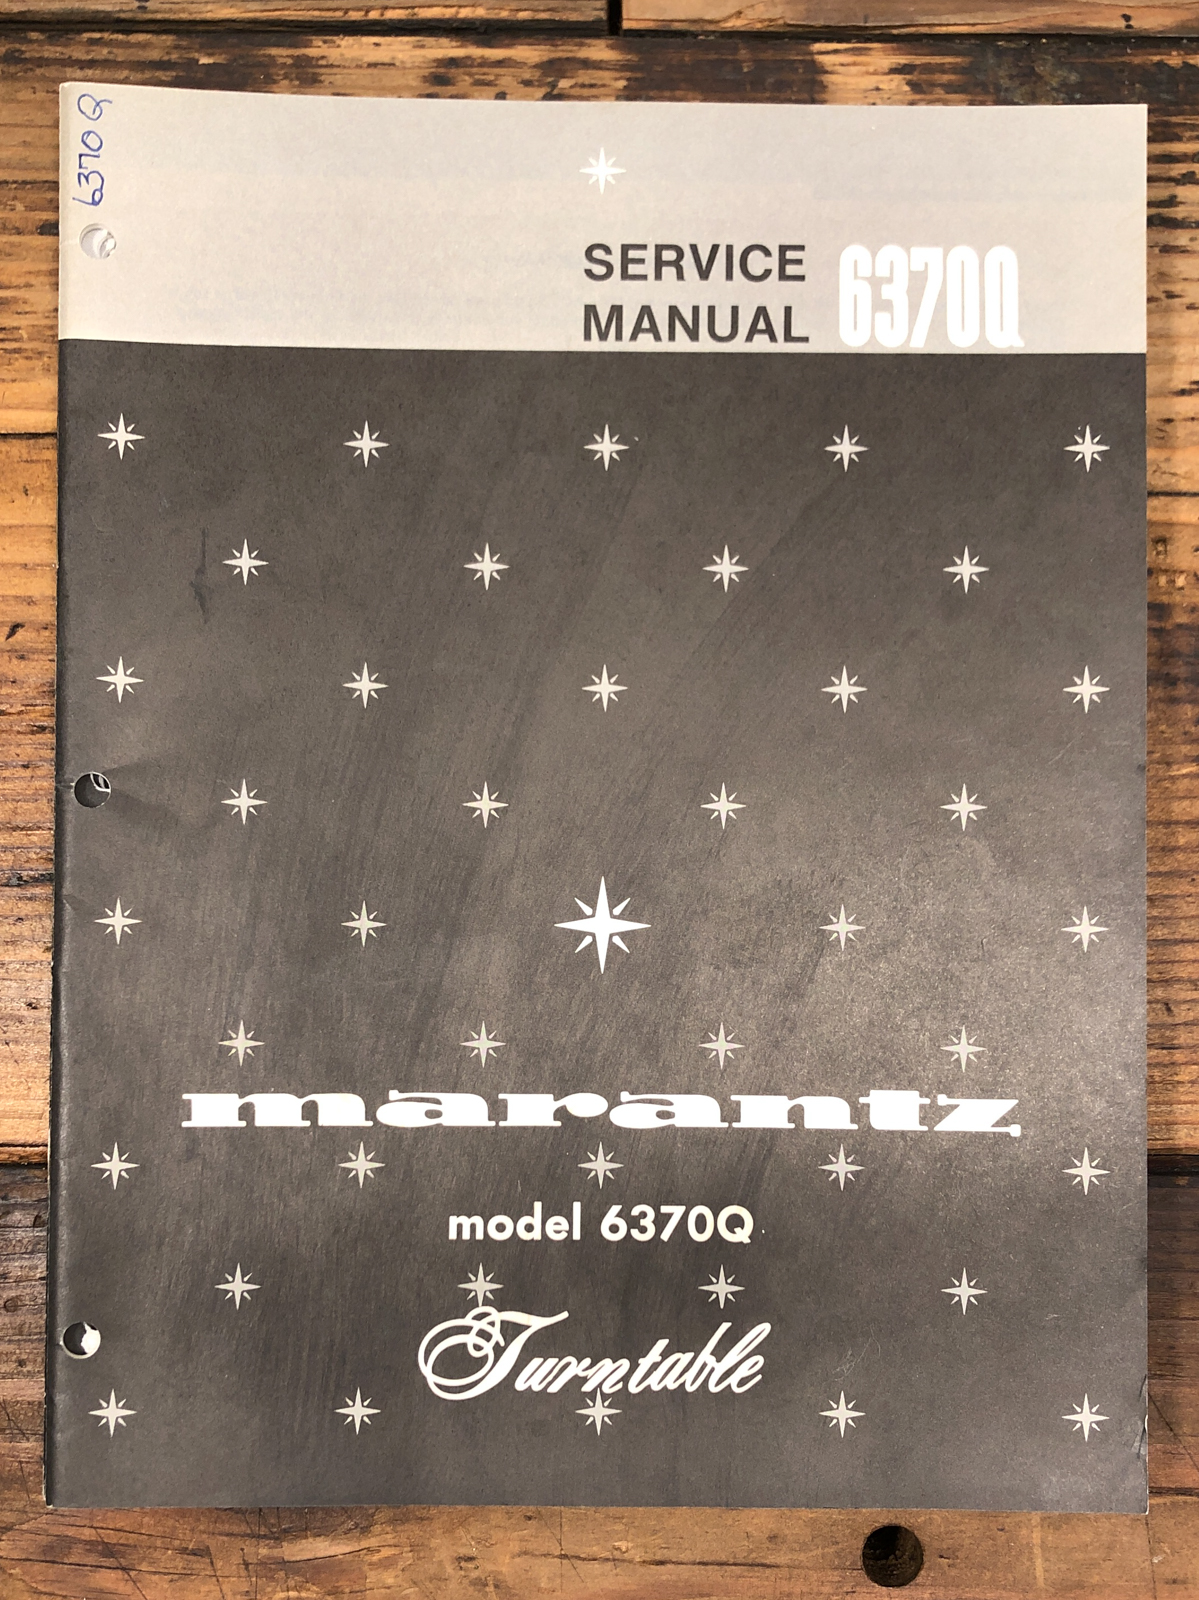 6370Q
SERVICE
MANUAL 6370Q
marantz
model 6370Q
Turntable